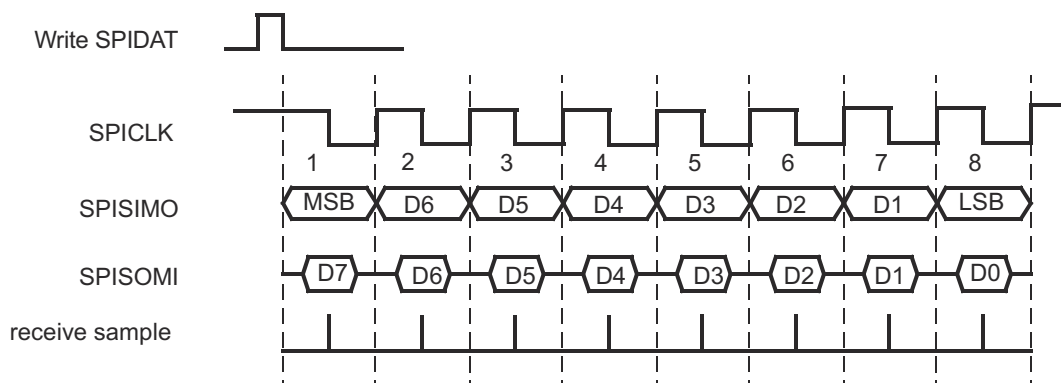 Write SPIDAT
SPICLK
1 2 3 4 5 6 7 8
SPISIMO MSB D6 D5 D4 D3 D2 D1 LSB
SPISOMI D7 D6 D5 D4 D3 D2 D1 D0
receive sample